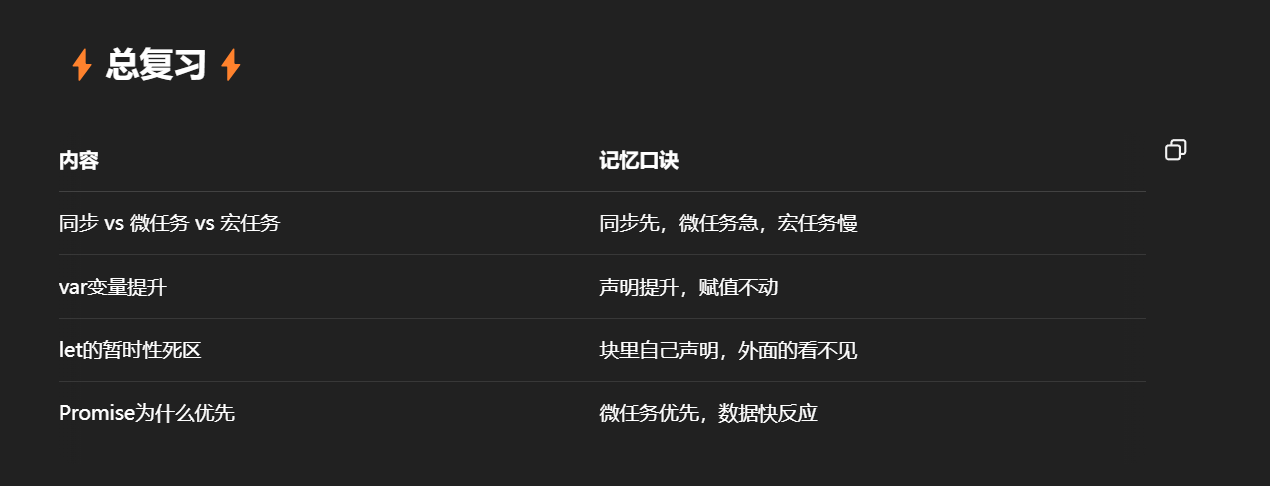 ⚡ 总复习 ⚡
内容 记忆口诀
同步 vs 微任务 vs 宏任务 同步先，微任务急，宏任务慢
var变量提升 声明提升，赋值不动
let的暂时性死区 块里自己声明，外面的看不见
Promise为什么优先 微任务优先，数据快反应